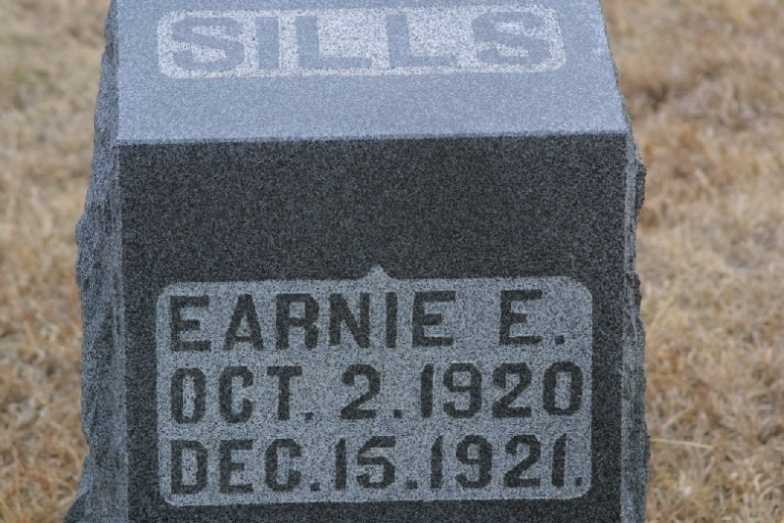 SILLS
EARNIE E.
OCT. 2. 1920
DEC. 15. 1921.